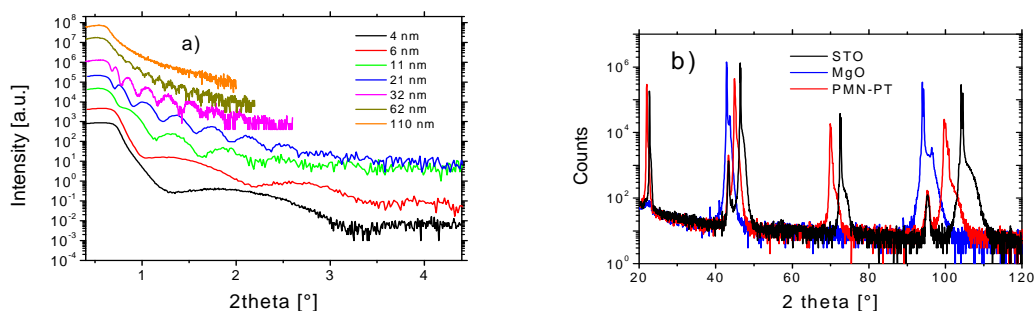 a)
4 nm
6 nm
11 nm
21 nm
32 nm
62 nm
110 nm
10^8
10^7
10^6
10^5
10^4
10^3
10^2
10^1
10^0
10^-1
10^-2
10^-3
10^-4
Intensity [a.u.]
1 2 3 4
2theta [°]
b)
STO
MgO
PMN-PT
10^6
10^4
10^2
10^0
Counts
20 40 60 80 100 120
2 theta [°]